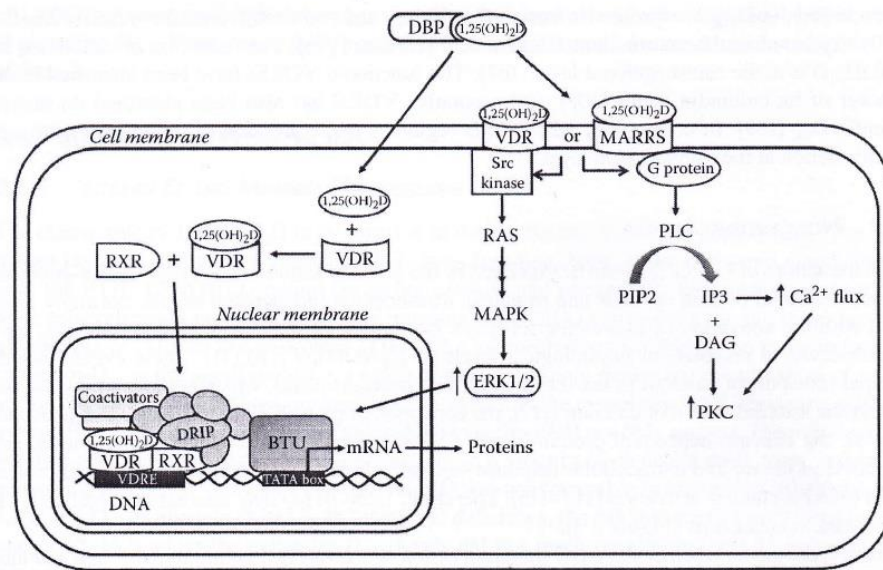 DBP 1,25(OH)₂D
Cell membrane
1,25(OH)₂D 1,25(OH)₂D
VDR or MARRS
Src
kinase
G protein
1,25(OH)₂D
+
VDR
1,25(OH)₂D
RXR + VDR
RAS
PLC
PIP2 IP3 ↑ Ca²⁺ flux
+
DAG
MAPK
↑ ERK1/2
↑ PKC
Nuclear membrane
Coactivators
DRIP
1,25(OH)₂D
VDR RXR
BTU
mRNA Proteins
VDRE TATA box
DNA